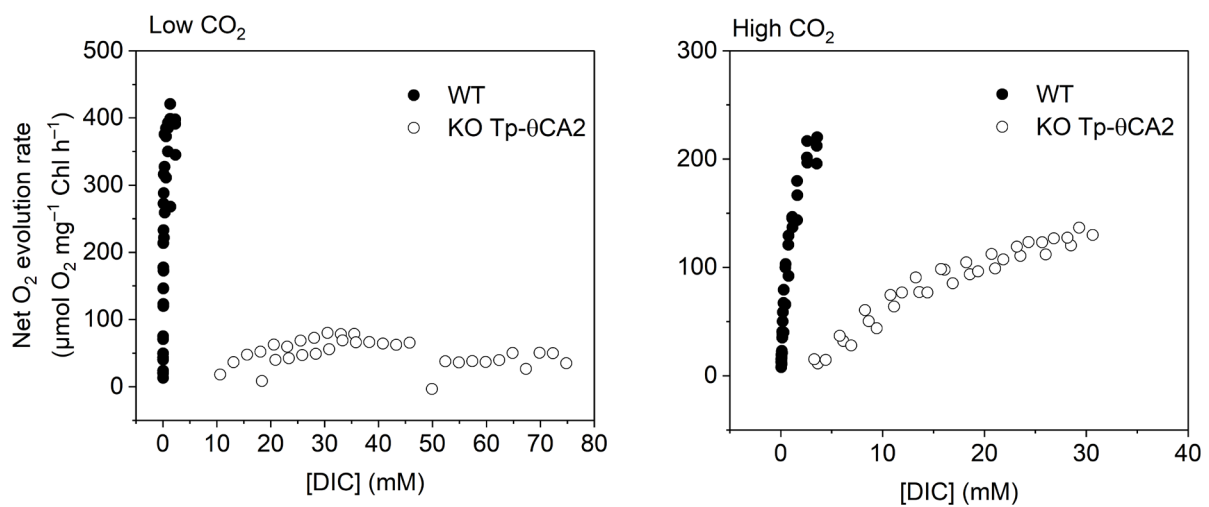 Low CO₂
500
400
300
200
100
0
0 10 20 30 40 50 60 70 80
[DIC] (mM)
Net O₂ evolution rate
(μmol O₂ mg⁻¹ Chl h⁻¹)
WT
KO Tp-θCA2
High CO₂
300
200
100
0
0 10 20 30 40
[DIC] (mM)
WT
KO Tp-θCA2